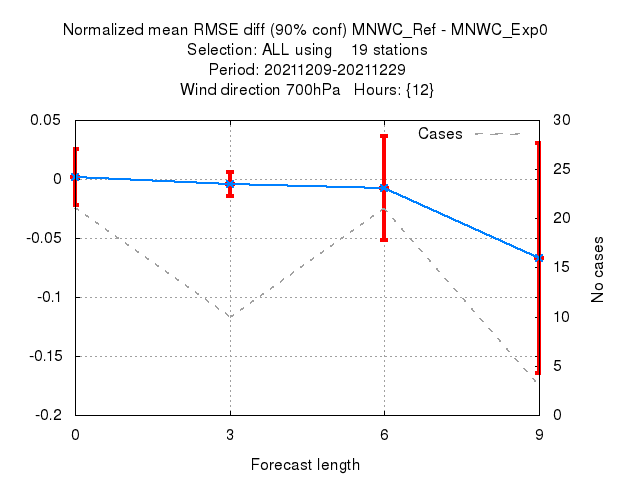 Normalized mean RMSE diff (90% conf) MNWC_Ref - MNWC_Exp0
Selection: ALL using 19 stations
Period: 20211209-20211229
Wind direction 700hPa Hours: {12}
0.05 30
Cases
0 25
-0.05 20
-0.1 15
-0.15 10
-0.2 5
0
No cases
0 3 6 9
Forecast length